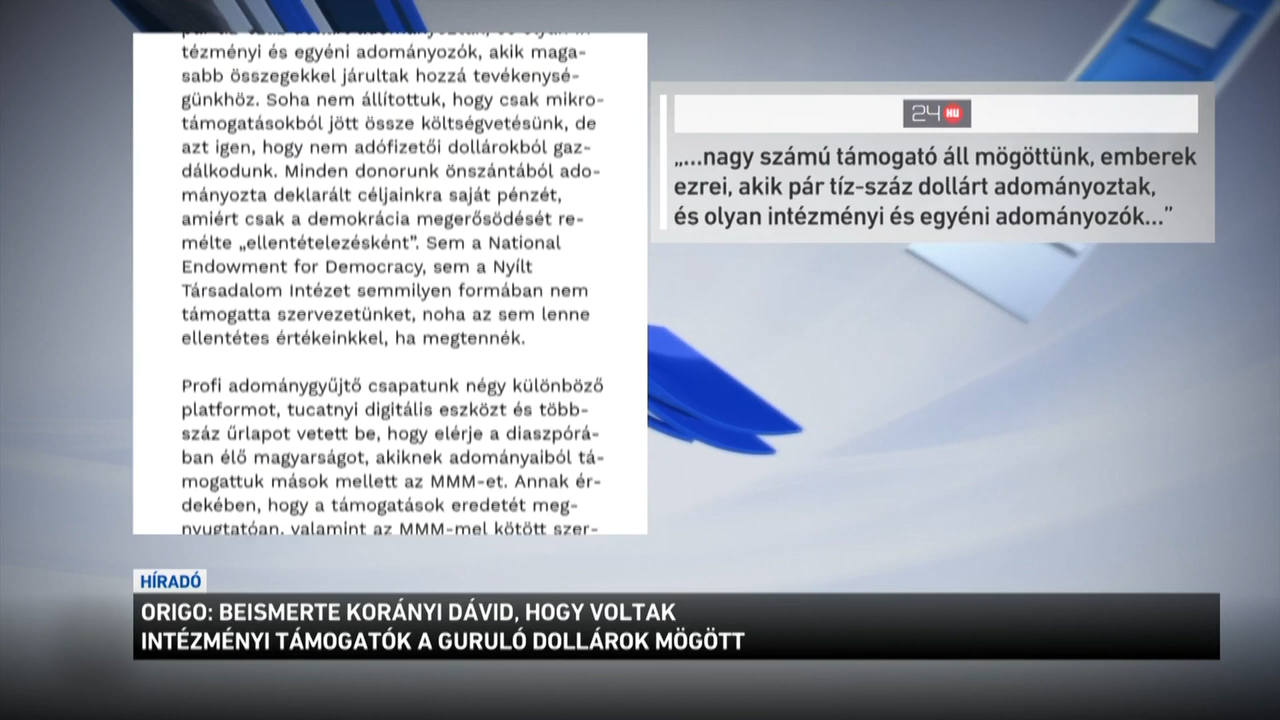 tézményi és egyéni adományozók, akik maga-
sabb összegekkel járultak hozzá tevékenysé-
günkhöz. Soha nem állítottuk, hogy csak mikro-
támogatásokból jött össze költségvetésünk, de
azt igen, hogy nem adófizetői dollárokból gaz-
dálkodunk. Minden donorunk önszántából ado-
mányozta deklarált céljainkra saját pénzét,
amiért csak a demokrácia megerősödését re-
mélte „ellentételezésként”. Sem a National
Endowment for Democracy, sem a Nyílt
Társadalom Intézet semmilyen formában nem
támogatta szervezetünket, noha az sem lenne
ellentétes értékeinkkel, ha megtennék.
Profi adománygyűjtő csapatunk négy különböző
platformot, tucatnyi digitális eszközt és több-
száz űrlapot vetett be, hogy elérje a diaszpórá-
ban élő magyarságot, akiknek adományaiból tá-
mogattuk mások mellett az MMM-et. Annak ér-
dekében, hogy a támogatások eredetét meg-
nyugtatóan, valamint az MMM-mel kötött szer-
24 HU
„...nagy számú támogató áll mögöttünk, emberek
ezrei, akik pár tíz-száz dollárt adományoztak,
és olyan intézményi és egyéni adományozók...”
HÍRADÓ
ORIGO: BEISMERTE KORÁNYI DÁVID, HOGY VOLTAK
INTÉZMÉNYI TÁMOGATÓK A GURULÓ DOLLÁROK MÖGÖTT